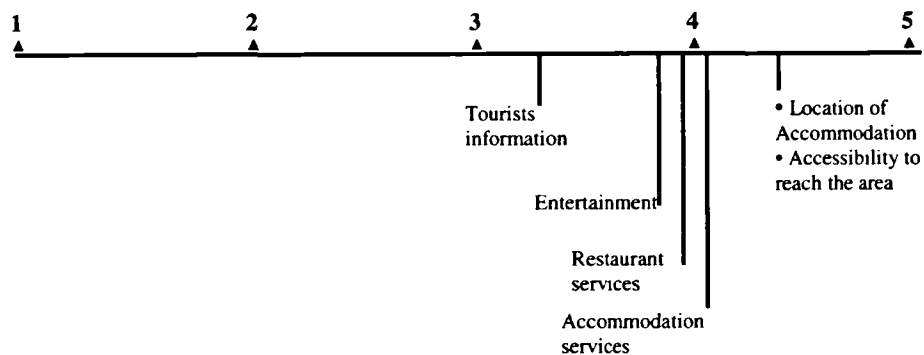 1 2 3 4 5
Tourists
information
• Location of
Accommodation
• Accessibility to
reach the area
Entertainment
Restaurant
services
Accommodation
services